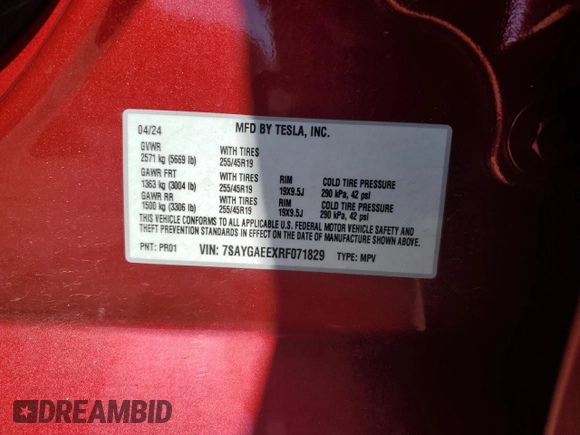 04/24 MFD BY TESLA, INC.
GVWR WITH TIRES
2571 kg (5669 lb) 255/45R19
GAWR FRT WITH TIRES RIM COLD TIRE PRESSURE
1363 kg (3004 lb) 255/45R19 19X9.5J 290 kPa, 42 psi
GAWR RR WITH TIRES RIM COLD TIRE PRESSURE
1500 kg (3306 lb) 255/45R19 19X9.5J 290 kPa, 42 psi
THIS VEHICLE CONFORMS TO ALL APPLICABLE U.S. FEDERAL MOTOR VEHICLE SAFETY AND
THEFT PREVENTION STANDARDS IN EFFECT ON THE DATE OF MANUFACTURE SHOWN ABOVE.
PNT: PR01 VIN: 7SAYGAEEXRF071829 TYPE: MPV
DREAMBID